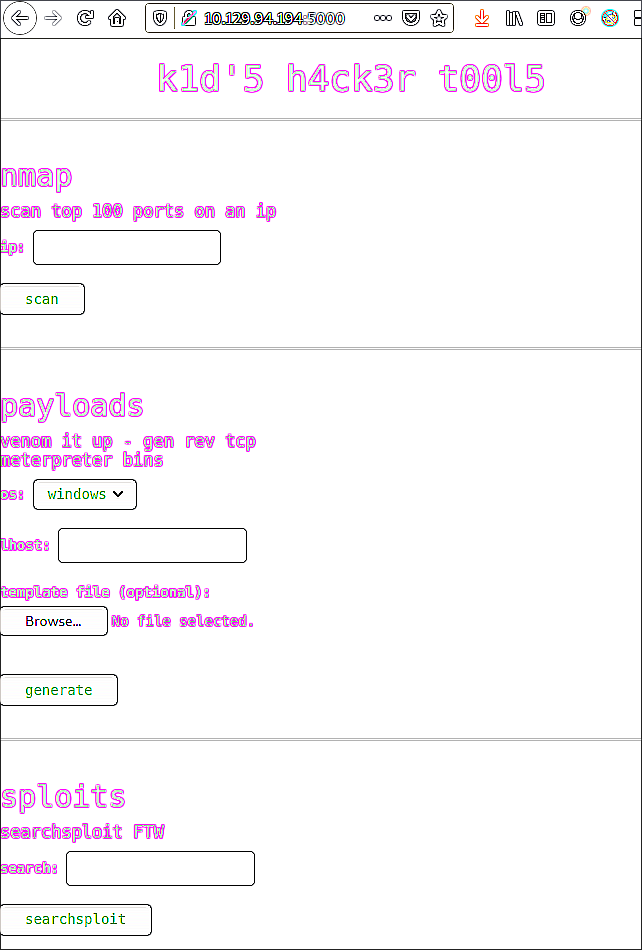 10.129.94.194:5000
k1d'5 h4ck3r t00l5
nmap
scan top 100 ports on an ip
ip:
scan
payloads
venom it up - gen rev tcp
meterpreter bins
os: windows
lhost:
template file (optional):
Browse... No file selected.
generate
sploits
searchsploit FTW
search:
searchsploit